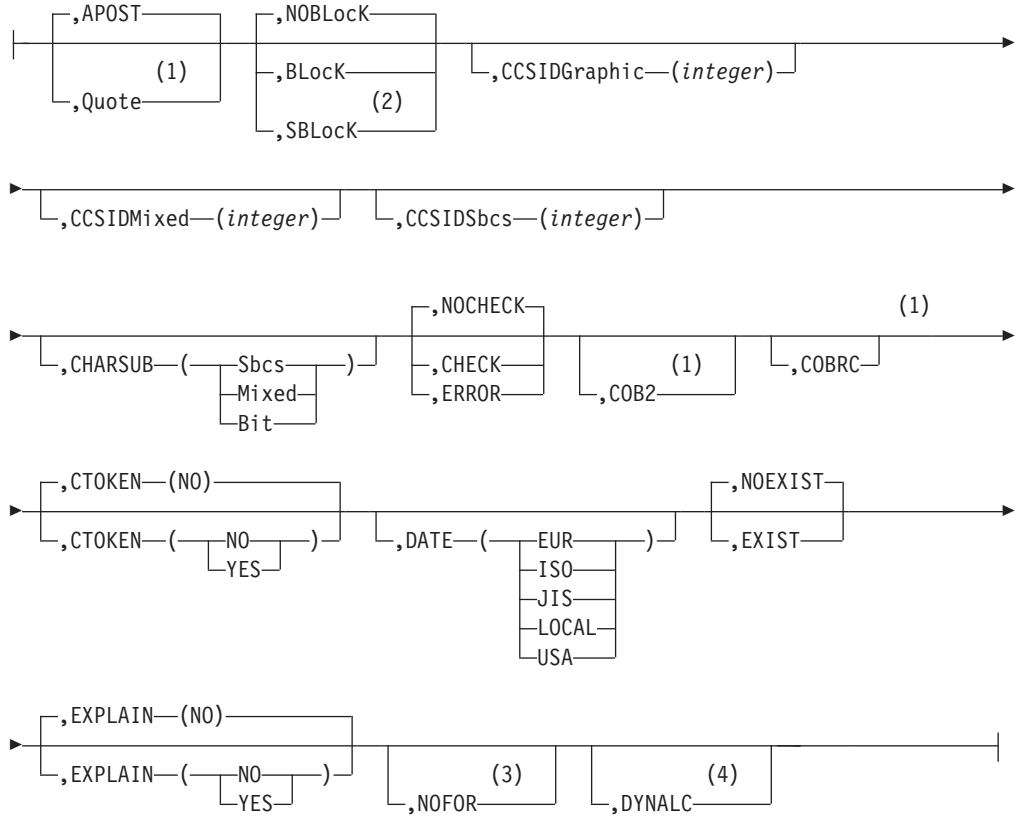 ,APOST ,NOBLocK
(1) ,BLocK ,CCSIDGraphic (integer)
,Quote (2)
,SBLocK
,CCSIDMixed (integer) ,CCSIDSbcs (integer)
,NOCHECK (1)
,CHARSUB ( Sbcs ) ,CHECK (1) ,COBRC
Mixed ,ERROR ,COB2
Bit
,CTOKEN (NO) ,NOEXIST
,CTOKEN ( NO ) ,DATE ( EUR ) ,EXIST
YES ISO
JIS
LOCAL
USA
,EXPLAIN (NO)
,EXPLAIN ( NO ) (3) (4)
YES ,NOFOR ,DYNALC